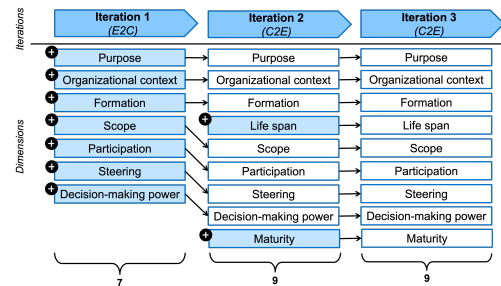 Iterations
Iteration 1
(E2C)
Iteration 2
(C2E)
Iteration 3
(C2E)
Dimensions
+ Purpose
Purpose
Purpose
+ Organizational context
Organizational context
Organizational context
+ Formation
Formation
Formation
+ Scope
+ Life span
Life span
+ Participation
Scope
Scope
+ Steering
Participation
Participation
+ Decision-making power
Steering
Steering
Decision-making power
Decision-making power
+ Maturity
Maturity
7
9
9